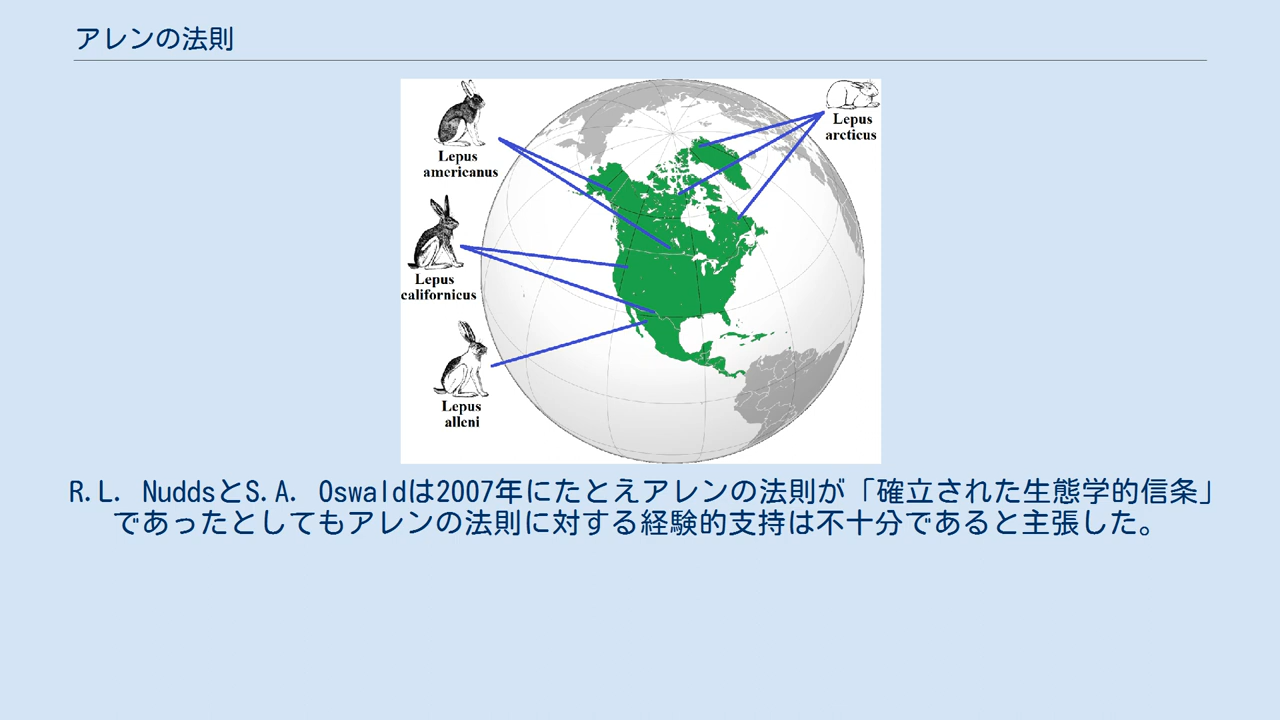 アレンの法則
Lepus
americanus
Lepus
arcticus
Lepus
californicus
Lepus
alleni
R.L. NuddsとS.A. Oswaldは2007年にたとえアレンの法則が「確立された生態学的信条」
であったとしてもアレンの法則に対する経験的支持は不十分であると主張した。